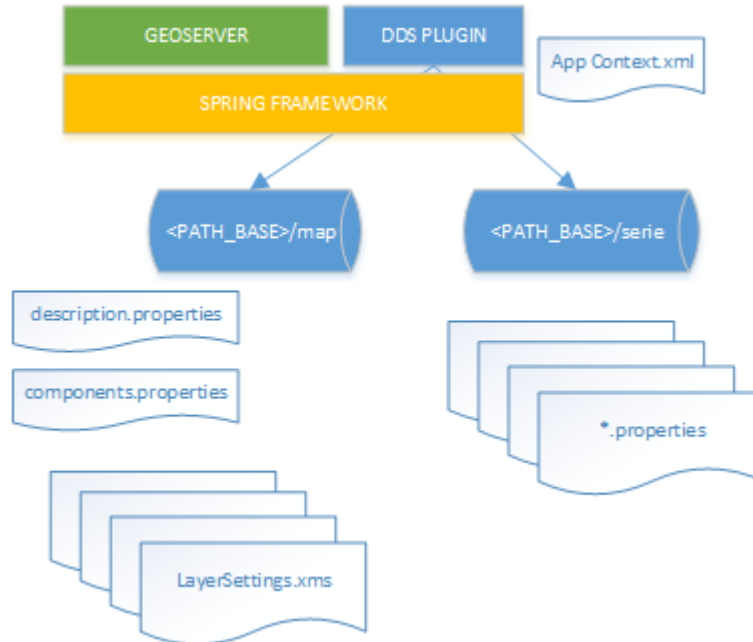 GEOSERVER
DDS PLUGIN
App Context.xml
SPRING FRAMEWORK
<PATH_BASE>/map
<PATH_BASE>/serie
description.properties
components.properties
*.properties
LayerSettings.xms